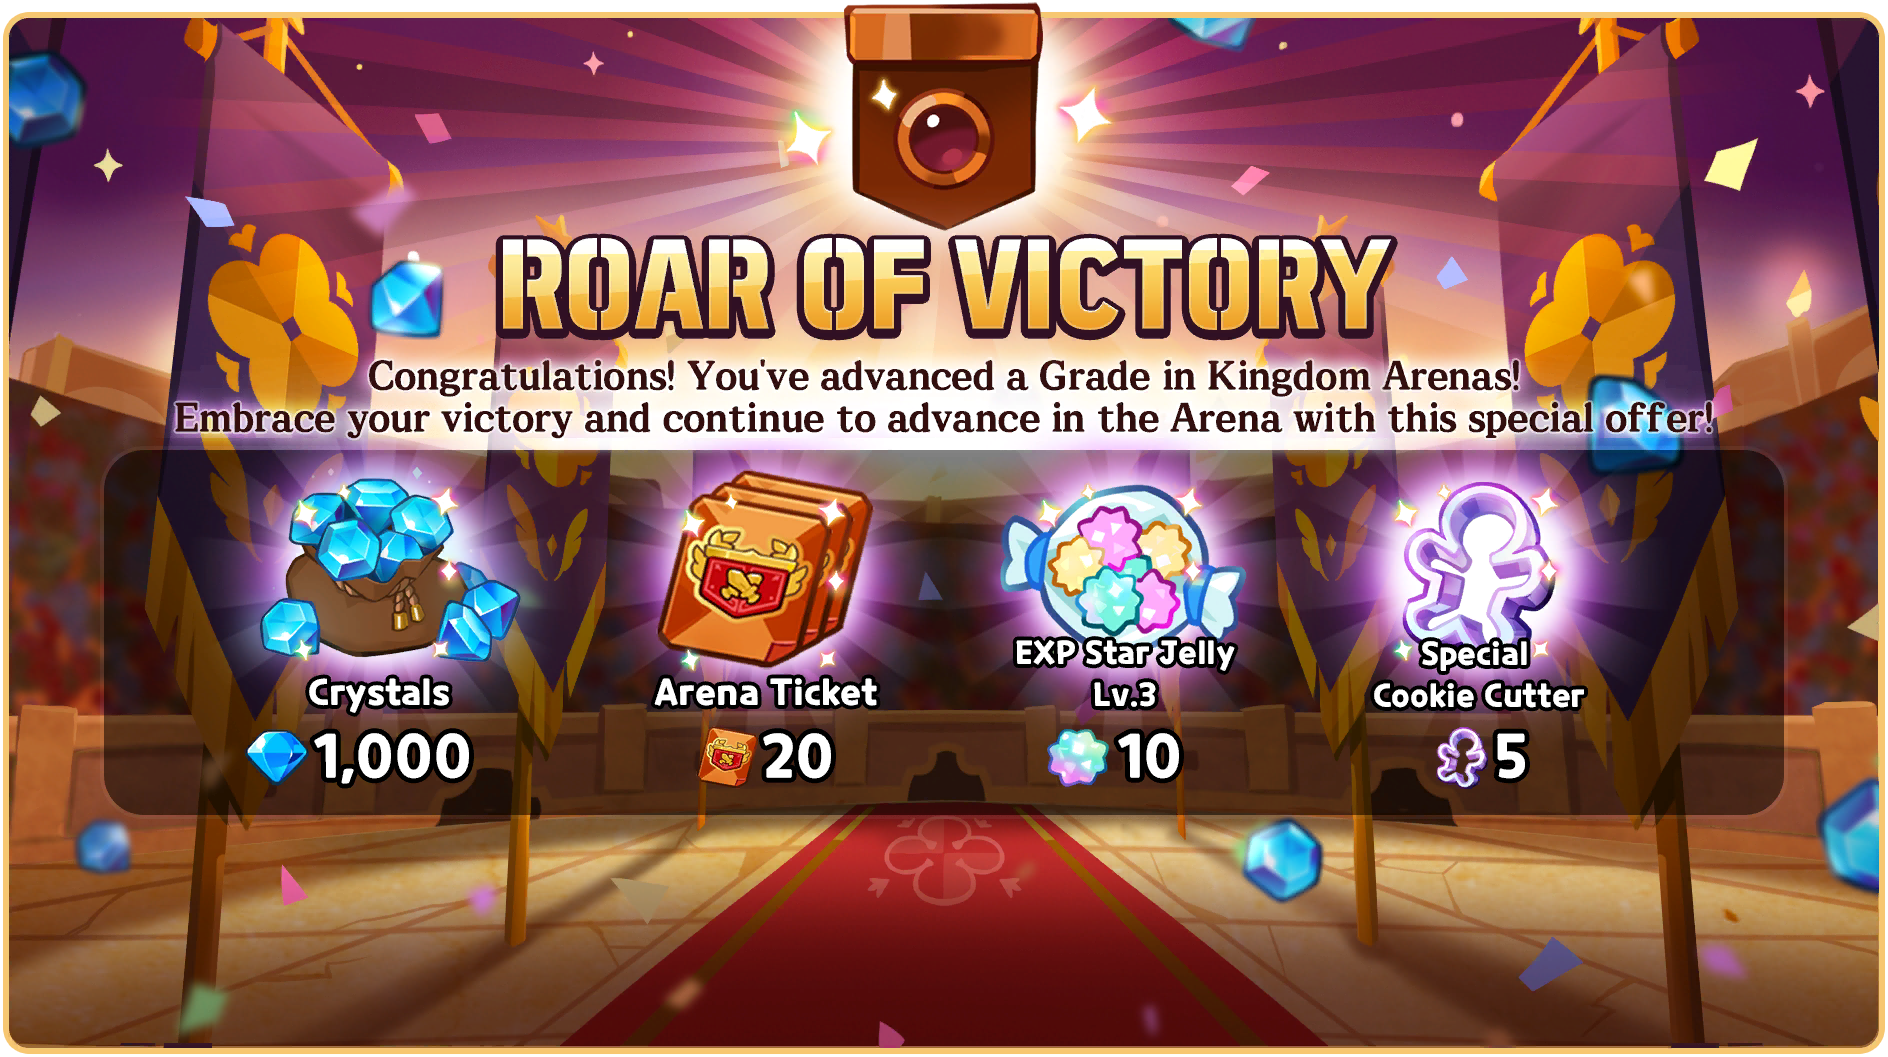 ROAR OF VICTORY
Congratulations! You've advanced a Grade in Kingdom Arenas!
Embrace your victory and continue to advance in the Arena with this special offer!
Crystals
1,000
Arena Ticket
20
EXP Star Jelly
Lv.3
10
Special
Cookie Cutter
5